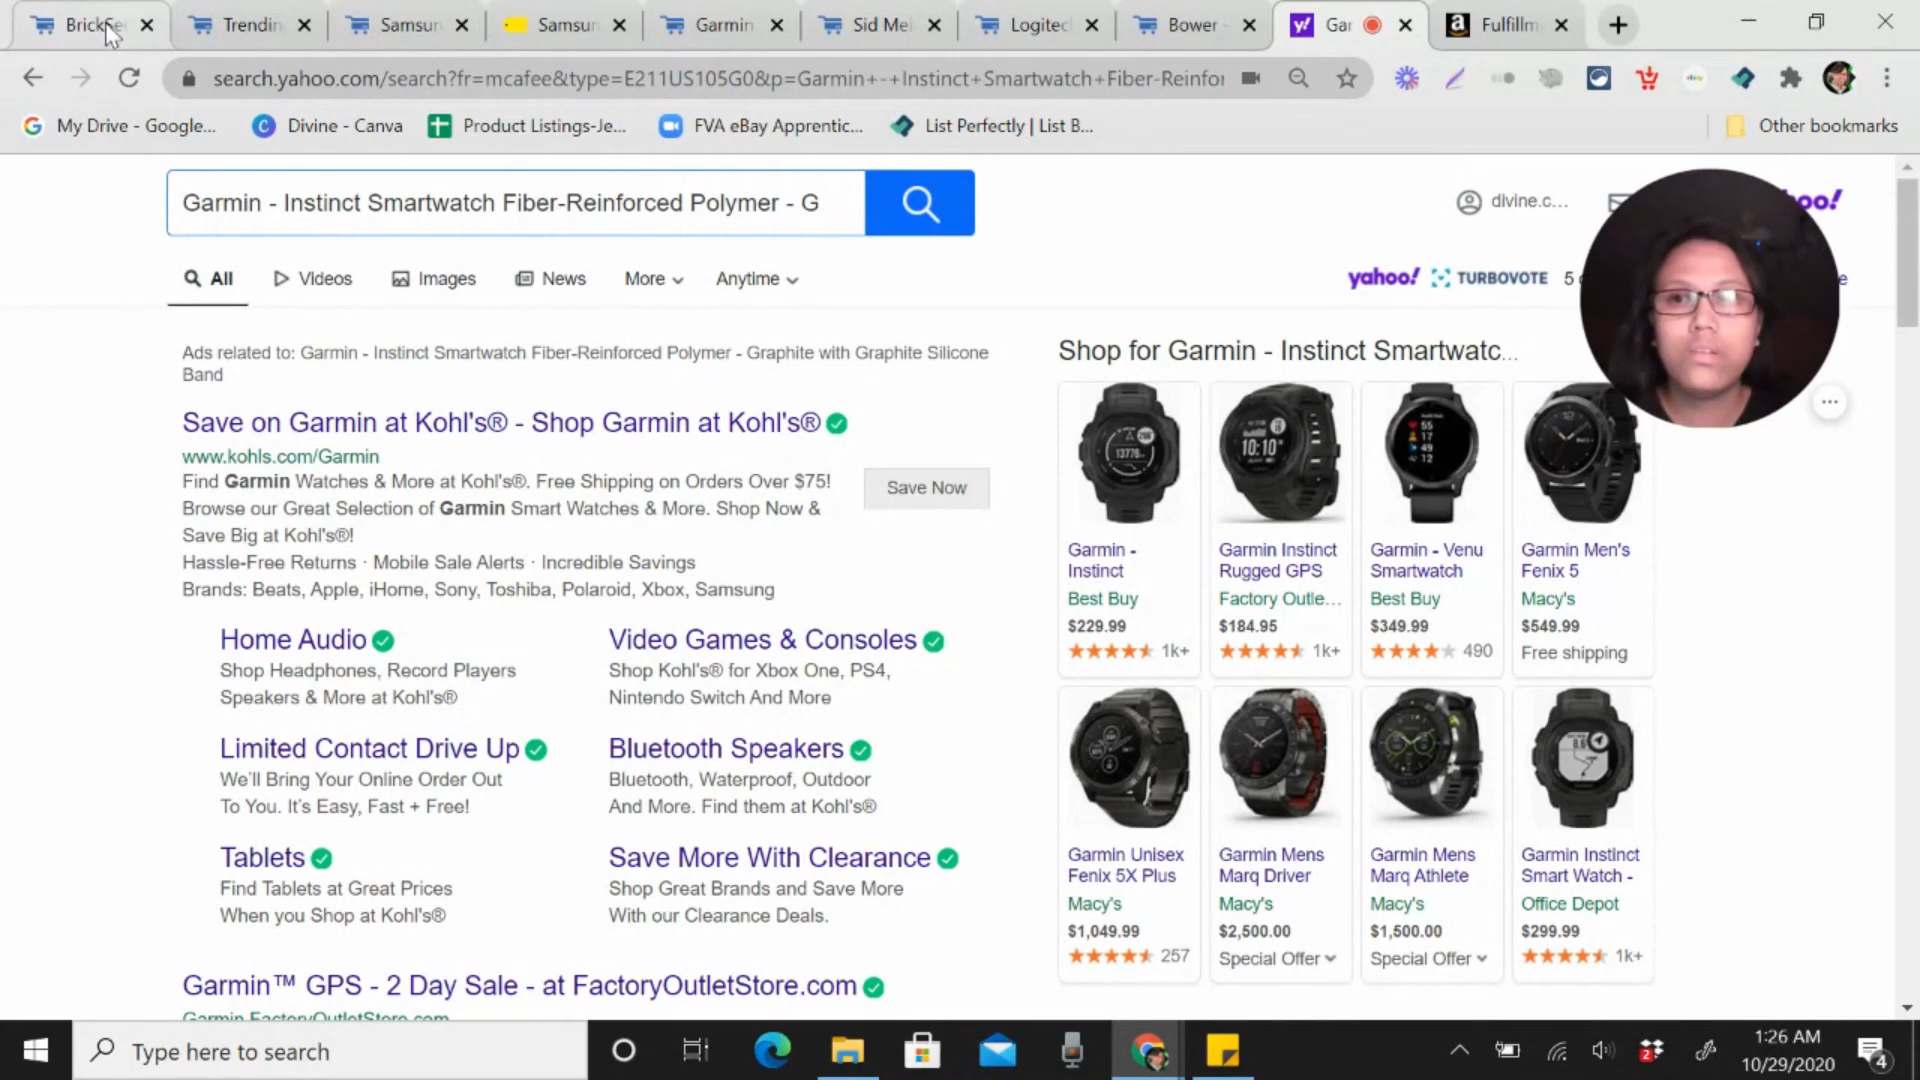 BrickSe
Trendin
Samsun
Samsun
Garmin
Sid Mei
Logitec
Bower -
Gar
Fulfillm
search.yahoo.com/search?fr=mcafee&type=E211US105G0&p=Garmin+-+Instinct+Smartwatch+Fiber-Reinfor
My Drive - Google...
Divine - Canva
Product Listings-Je...
FVA eBay Apprentic...
List Perfectly | List B...
Other bookmarks
Garmin - Instinct Smartwatch Fiber-Reinforced Polymer - G
divine.c...
All
Videos
Images
News
More
Anytime
yahoo! TURBOVOTE 5
Ads related to: Garmin - Instinct Smartwatch Fiber-Reinforced Polymer - Graphite with Graphite Silicone
Band
Save on Garmin at Kohl's® - Shop Garmin at Kohl's®
www.kohls.com/Garmin
Find Garmin Watches & More at Kohl's®. Free Shipping on Orders Over $75!
Browse our Great Selection of Garmin Smart Watches & More. Shop Now &
Save Big at Kohl's®!
Hassle-Free Returns · Mobile Sale Alerts · Incredible Savings
Brands: Beats, Apple, iHome, Sony, Toshiba, Polaroid, Xbox, Samsung
Save Now
Home Audio
Shop Headphones, Record Players
Speakers & More at Kohl's®
Video Games & Consoles
Shop Kohl's® for Xbox One, PS4,
Nintendo Switch And More
Limited Contact Drive Up
We'll Bring Your Online Order Out
To You. It's Easy, Fast + Free!
Bluetooth Speakers
Bluetooth, Waterproof, Outdoor
And More. Find them at Kohl's®
Tablets
Find Tablets at Great Prices
When you Shop at Kohl's®
Save More With Clearance
Shop Great Brands and Save More
With our Clearance Deals.
Garmin™ GPS - 2 Day Sale - at FactoryOutletStore.com
Garmin.FactoryOutletStore.com
Shop for Garmin - Instinct Smartwatc...
Garmin -
Instinct
Best Buy
$229.99
1k+
Garmin Instinct
Rugged GPS
Factory Outle...
$184.95
1k+
Garmin - Venu
Smartwatch
Best Buy
$349.99
490
Garmin Men's
Fenix 5
Macy's
$549.99
Free shipping
Garmin Unisex
Fenix 5X Plus
Macy's
$1,049.99
257
Garmin Mens
Marq Driver
Macy's
$2,500.00
Special Offer
Garmin Mens
Marq Athlete
Macy's
$1,500.00
Special Offer
Garmin Instinct
Smart Watch -
Office Depot
$299.99
1k+
Type here to search
1:26 AM
10/29/2020